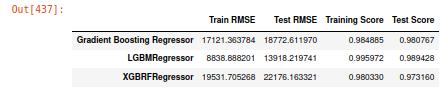 Out[437]:
Train RMSE Test RMSE Training Score Test Score
Gradient Boosting Regressor 17121.363784 18772.611970 0.984885 0.980767
LGBMRegressor 8838.888201 13918.219741 0.995972 0.989428
XGBRFRegressor 19531.705268 22176.163321 0.980330 0.973160